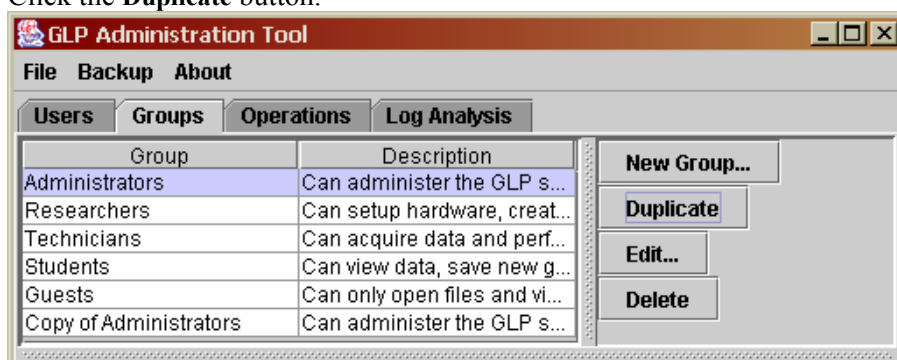 Click the Duplicate button.
GLP Administration Tool
File Backup About
Users Groups Operations Log Analysis
Group Description
Administrators Can administer the GLP s...
Researchers Can setup hardware, creat...
Technicians Can acquire data and perf...
Students Can view data, save new g...
Guests Can only open files and vi...
Copy of Administrators Can administer the GLP s...
New Group...
Duplicate
Edit...
Delete